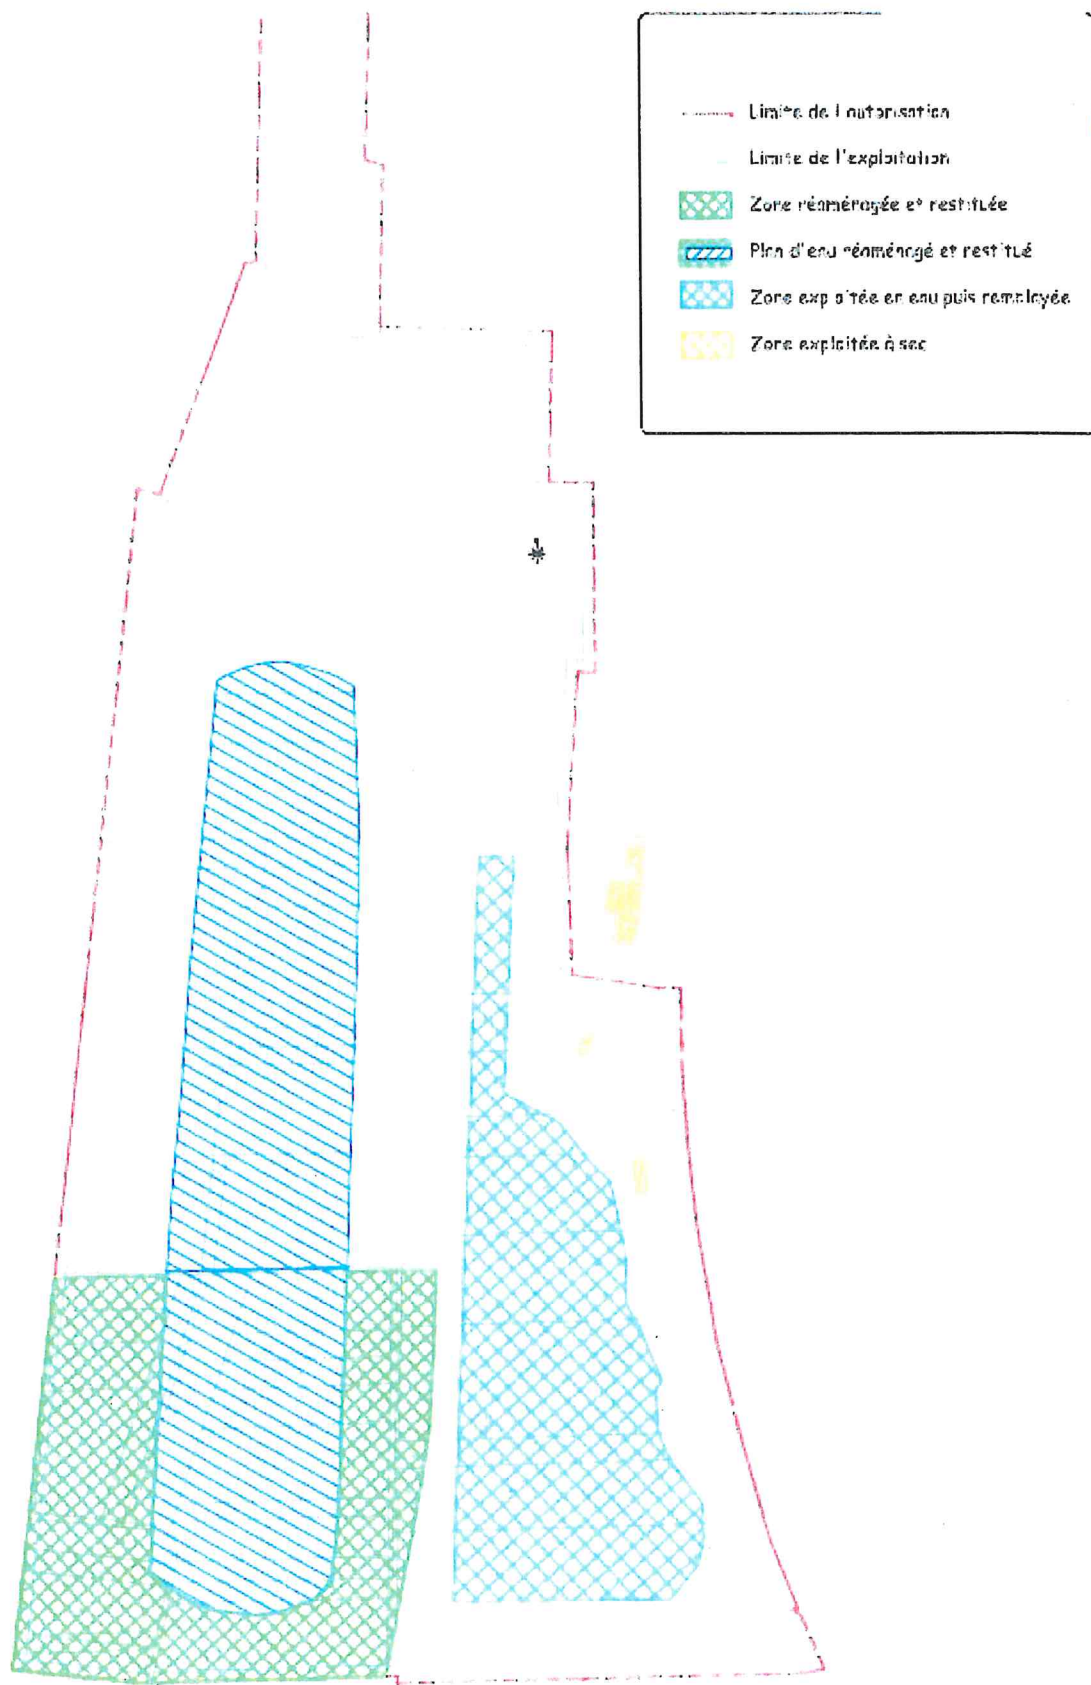 Limite de l'autorisation
Limite de l'exploitation
Zone réaménagée et restituée
Plan d'eau réaménagé et restitué
Zone exploitée en eau puis remblayée
Zone exploitée à sec